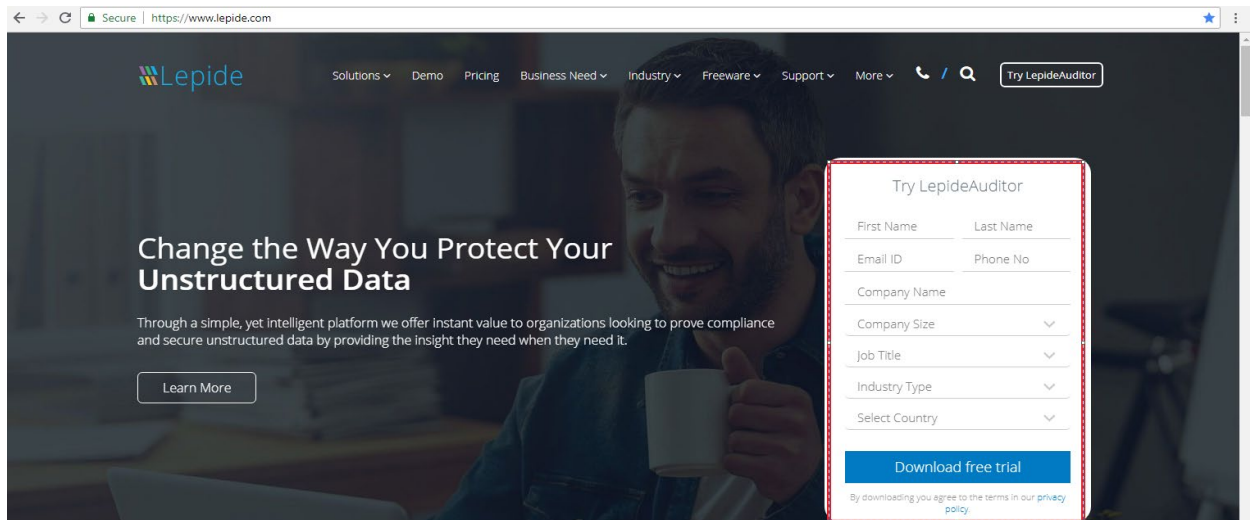 Secure | https://www.lepide.com
Lepide
Solutions Demo Pricing Business Need Industry Freeware Support More / Try LepideAuditor
Change the Way You Protect Your
Unstructured Data
Through a simple, yet intelligent platform we offer instant value to organizations looking to prove compliance
and secure unstructured data by providing the insight they need when they need it.
Learn More
Try LepideAuditor
First Name Last Name
Email ID Phone No
Company Name
Company Size
Job Title
Industry Type
Select Country
Download free trial
By downloading you agree to the terms in our privacy
policy.